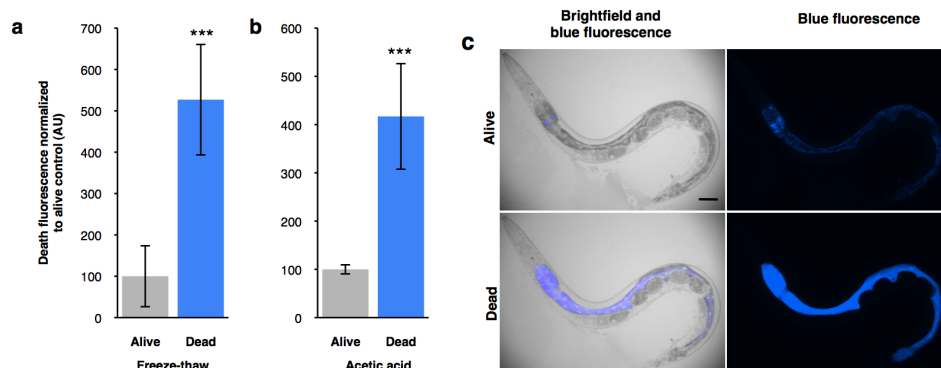 a
Death fluorescence normalized
to alive control (AU)
700
600
500
400
300
200
100
0
***
Alive
Dead
Freeze-thaw
b
600
500
400
300
200
100
0
***
Alive
Dead
Acetic acid
c
Brightfield and
blue fluorescence
Blue fluorescence
Alive
Dead